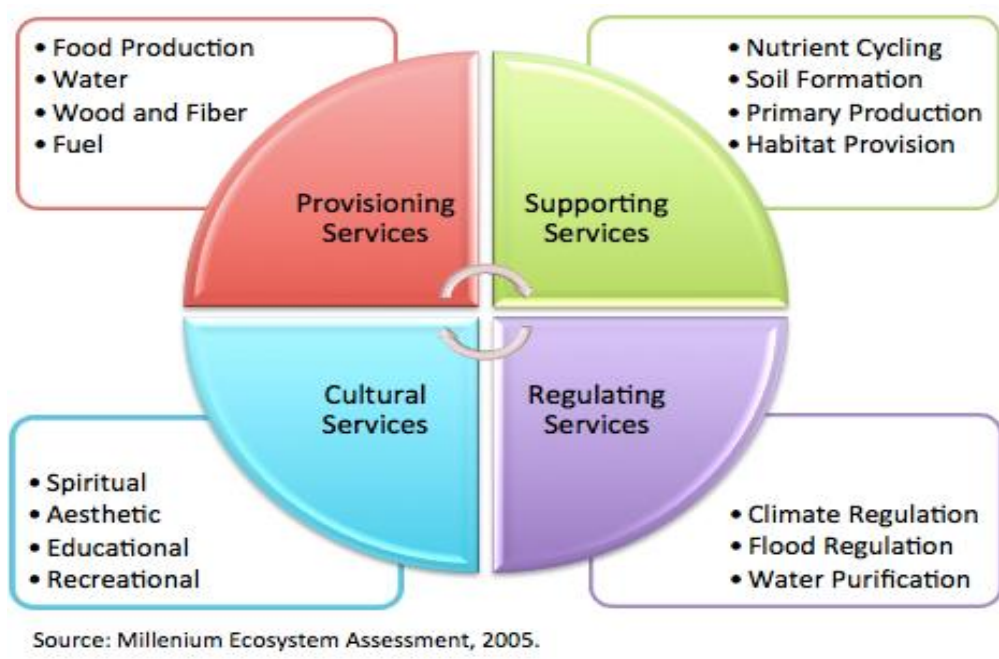 • Food Production
• Water
• Wood and Fiber
• Fuel
• Nutrient Cycling
• Soil Formation
• Primary Production
• Habitat Provision
Provisioning
Services
Supporting
Services
Cultural
Services
Regulating
Services
• Spiritual
• Aesthetic
• Educational
• Recreational
• Climate Regulation
• Flood Regulation
• Water Purification
Source: Millenium Ecosystem Assessment, 2005.